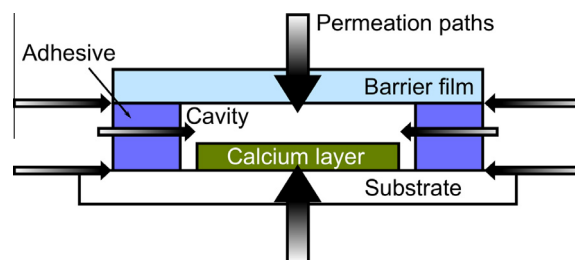 Permeation paths
Adhesive
Barrier film
Cavity
Calcium layer
Substrate